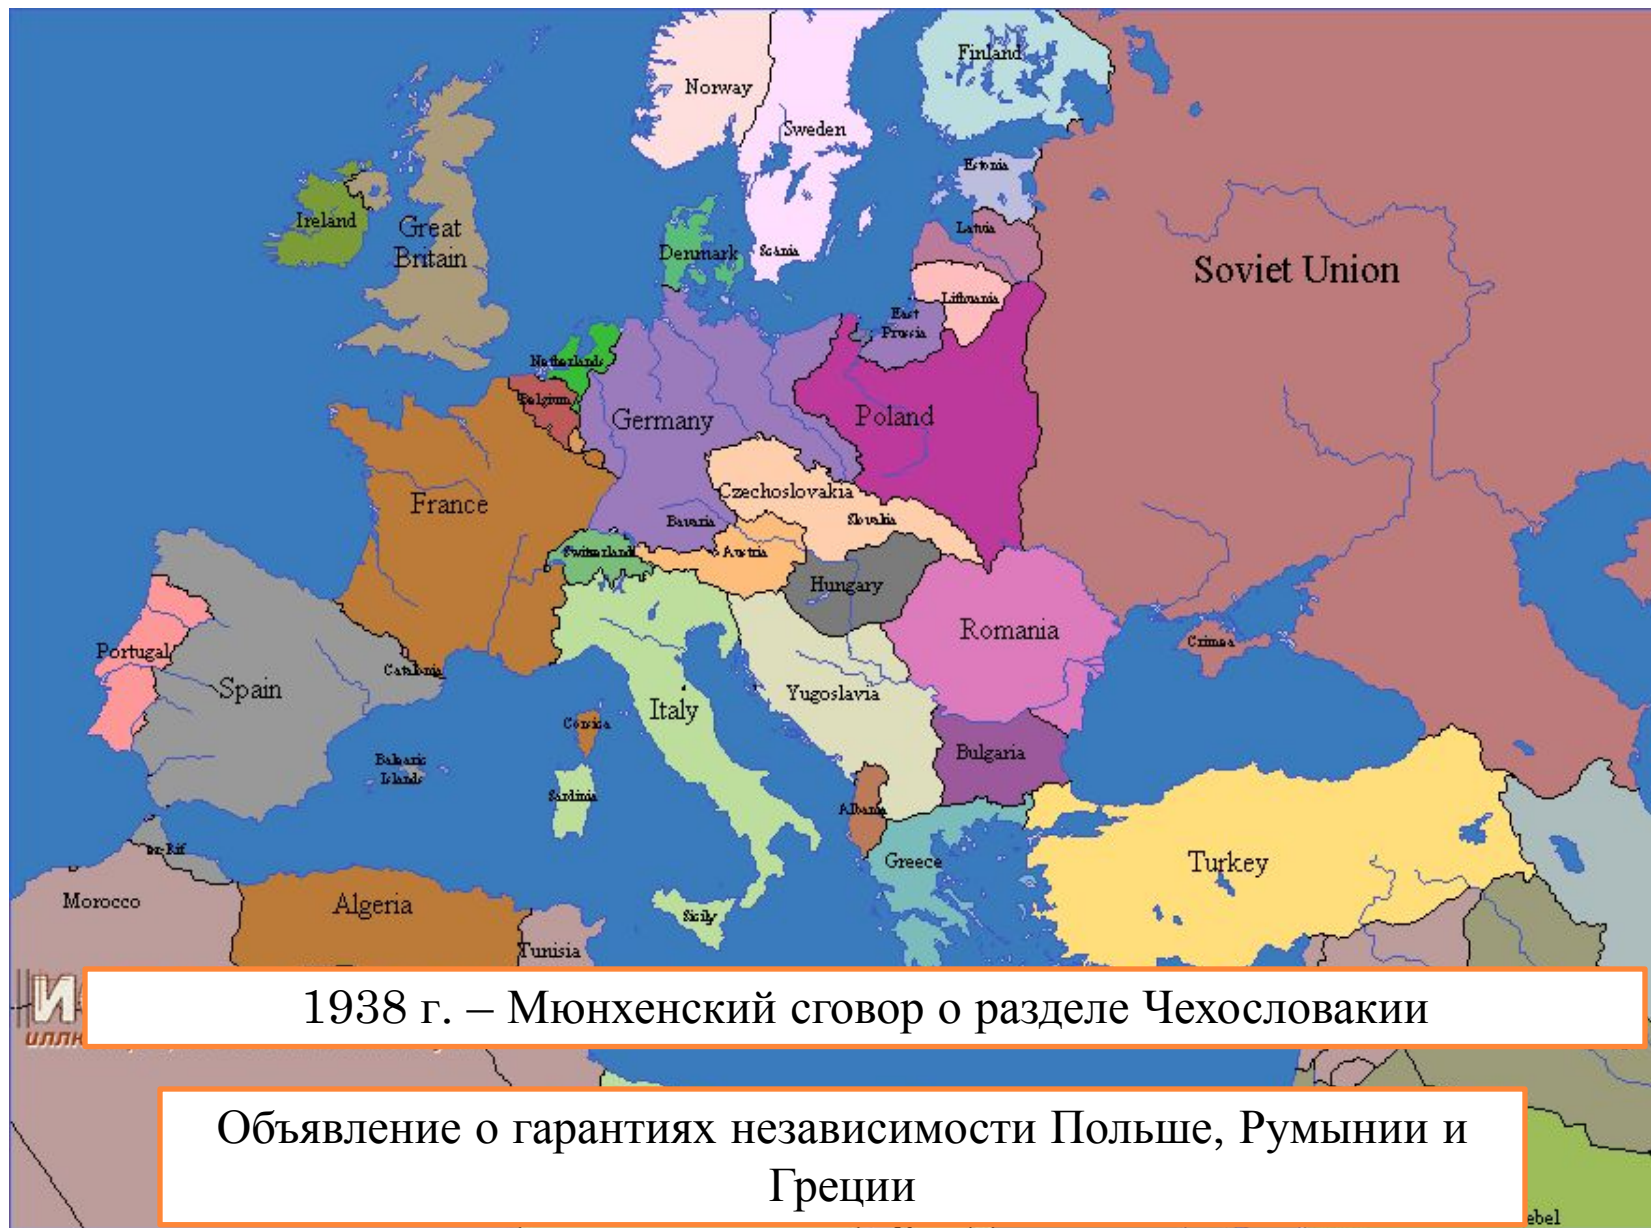 Finland
Norway
Sweden
Estonia
Ireland
Great
Britain
Latvia
Denmark
Scania
Soviet Union
Lithuania
East
Prussia
Netherlands
Belgium
Germany
Poland
France
Czechoslovakia
Bavaria
Slovakia
Switzerland
Austria
Hungary
Romania
Crimea
Portugal
Catalonia
Spain
Yugoslavia
Italy
Corsica
Bulgaria
Balearic
Islands
Sardinia
Albania
Greece
Turkey
Morocco
Algeria
Sicily
Tunisia
1938 г. – Мюнхенский сговор о разделе Чехословакии
Объявление о гарантиях независимости Польше, Румынии и
Греции